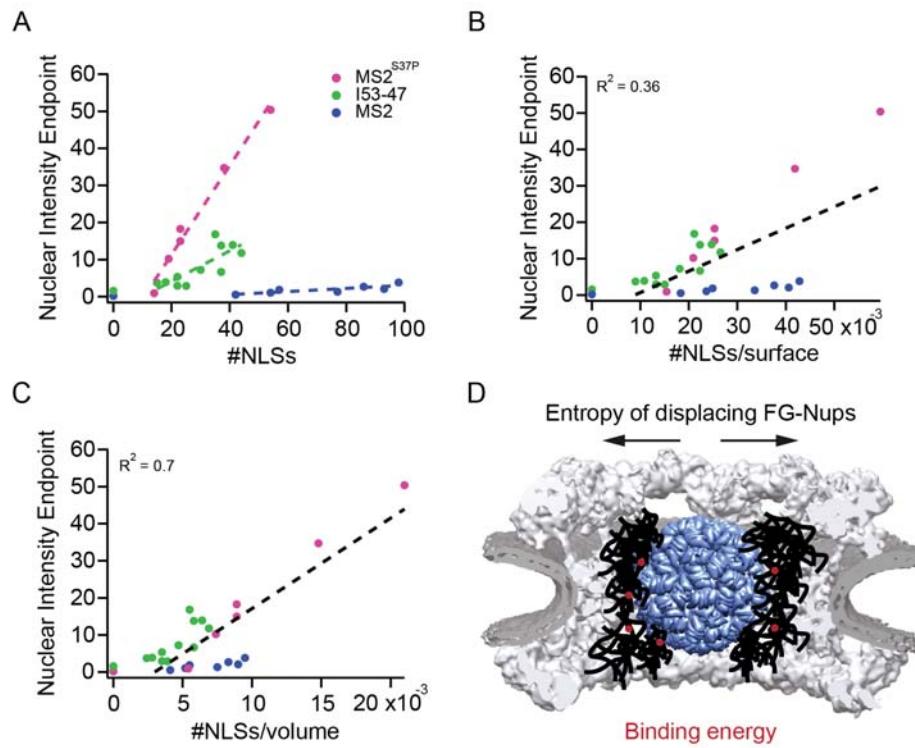 A
Nuclear Intensity Endpoint
60
50
40
30
20
10
0
0 20 40 60 80 100
#NLSs
MS2^S37P
I53-47
MS2
B
R² = 0.36
Nuclear Intensity Endpoint
60
50
40
30
20
10
0
0 10 20 30 40 50 x10⁻³
#NLSs/surface
C
R² = 0.7
Nuclear Intensity Endpoint
60
50
40
30
20
10
0
0 5 10 15 20 x10⁻³
#NLSs/volume
D
Entropy of displacing FG-Nups
Binding energy